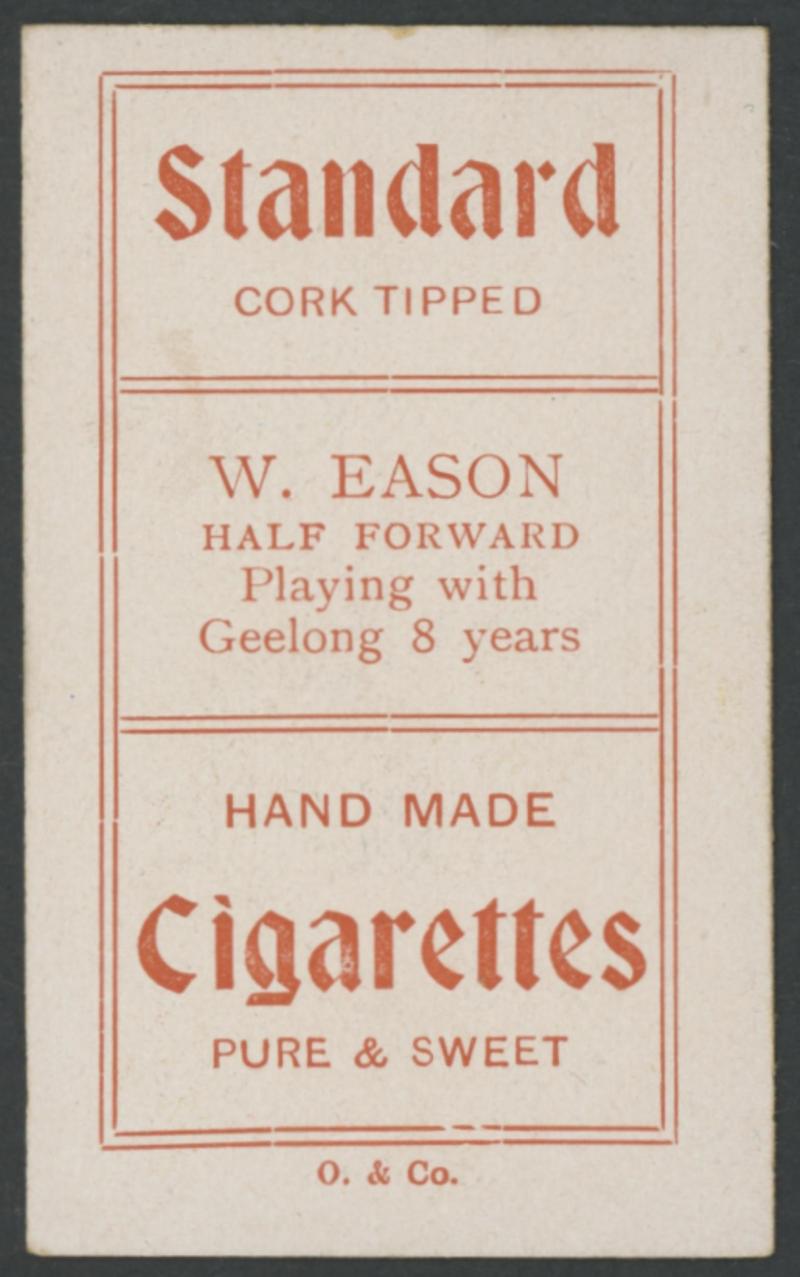 Standard
CORK TIPPED
W. EASON
HALF FORWARD
Playing with
Geelong 8 years
HAND MADE
Cigarettes
PURE & SWEET
O. & Co.